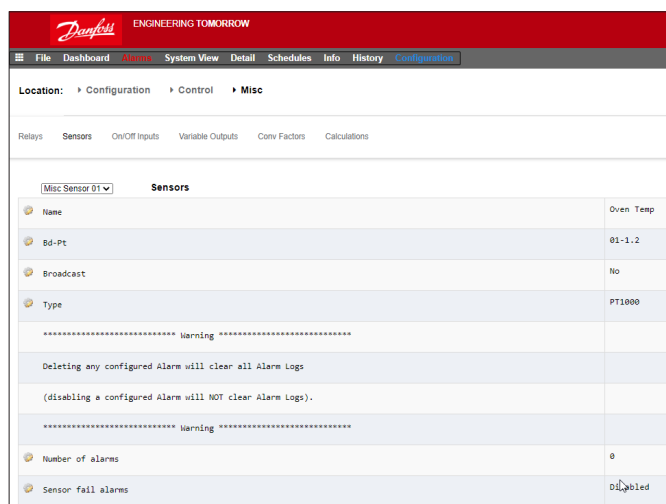 Danfoss ENGINEERING TOMORROW
File Dashboard Alarms System View Detail Schedules Info History Configuration
Location: Configuration Control Misc
Relays Sensors On/Off Inputs Variable Outputs Conv Factors Calculations
Misc Sensor 01 Sensors
Name Oven Temp
Bd-Pt 01-1.2
Broadcast No
Type PT1000
**************************** Warning ****************************
Deleting any configured Alarm will clear all Alarm Logs
(disabling a configured Alarm will NOT clear Alarm Logs).
**************************** Warning ****************************
Number of alarms 0
Sensor fail alarms Disabled